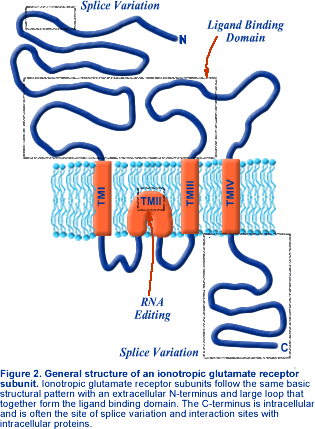 Splice Variation
Ligand Binding
Domain
N
TMI
TMII
TMIII
TMIV
RNA
Editing
Splice Variation
C
Figure 2. General structure of an ionotropic glutamate receptor
subunit. Ionotropic glutamate receptor subunits follow the same basic
structural pattern with an extracellular N-terminus and large loop that
together form the ligand binding domain. The C-terminus is intracellular
and is often the site of splice variation and interaction sites with
intracellular proteins.